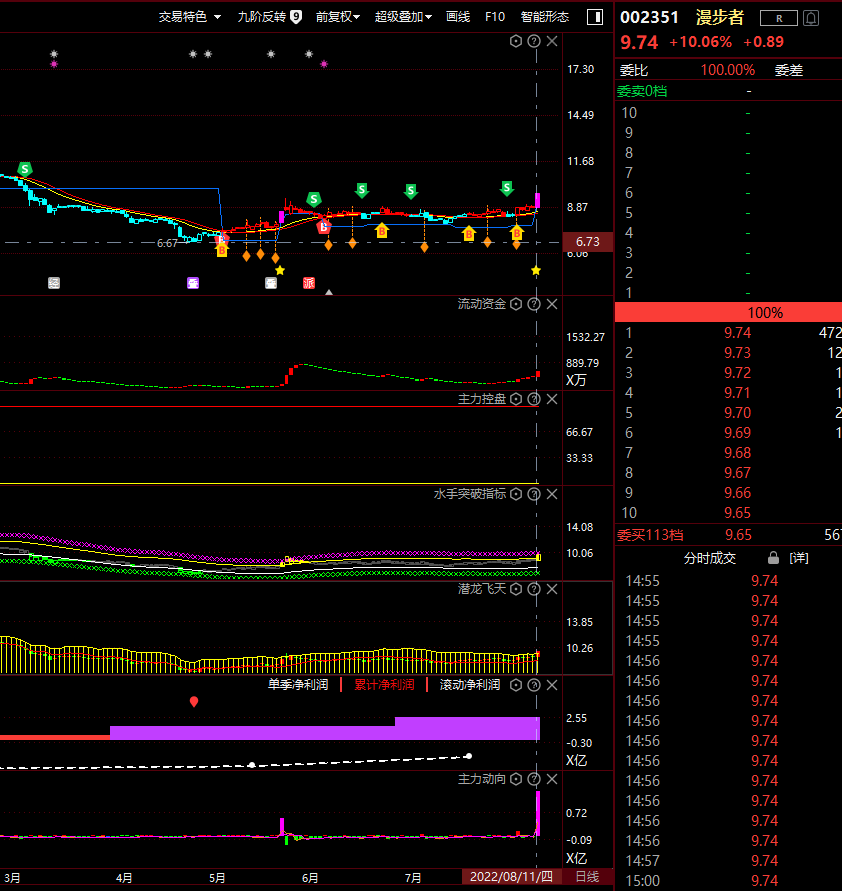 交易特色 九阶反转 9 前复权 超级叠加 画线 F10 智能形态
002351 漫步者 R
9.74 +10.06% +0.89
委比 100.00% 委差
委卖0档 -
10 -
9 -
8 -
7 -
6 -
5 -
4 -
3 -
2 -
1 -
100%
1 9.74 472
2 9.73 12
3 9.72 1
4 9.71 1
5 9.70 2
6 9.69 1
7 9.68
8 9.67
9 9.66
10 9.65
委买113档 9.65 567
分时成交 [详]
14:55 9.74
14:55 9.74
14:55 9.74
14:55 9.74
14:56 9.74
14:56 9.74
14:56 9.74
14:56 9.74
14:56 9.74
14:56 9.74
14:56 9.74
14:56 9.74
14:56 9.74
14:56 9.74
14:57 9.74
15:00 9.74
17.30
14.49
11.68
8.87
6.73
6.06
6.67
S S S S S
B B B B B B
派
流动资金
1532.27
889.79
X万
主力控盘
66.67
33.33
水手突破指标
14.08
10.06
潜龙飞天
13.85
10.26
单季净利润 累计净利润 滚动净利润
2.55
-0.30
X亿
主力动向
0.72
-0.09
X亿
3月 4月 5月 6月 7月 2022/08/11/四 日线